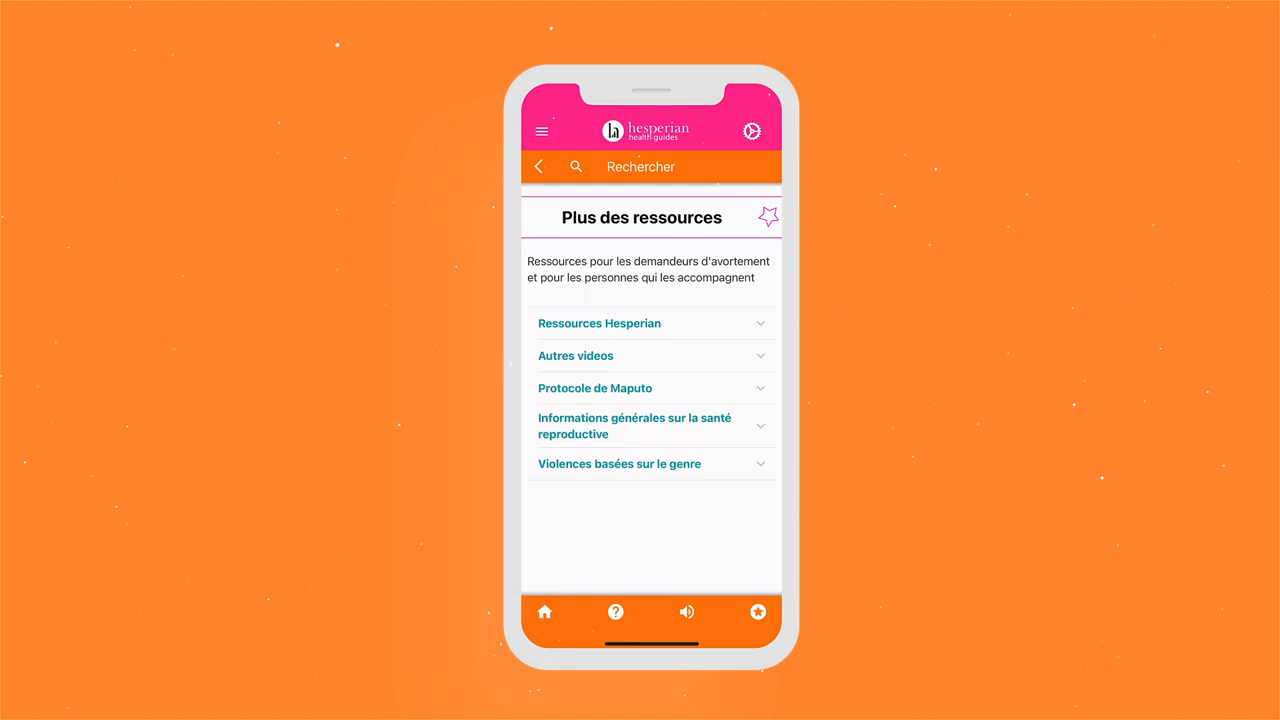 hesperian
health guides
Rechercher
Plus des ressources
Ressources pour les demandeurs d'avortement
et pour les personnes qui les accompagnent
Ressources Hesperian
Autres videos
Protocole de Maputo
Informations générales sur la santé
reproductive
Violences basées sur le genre